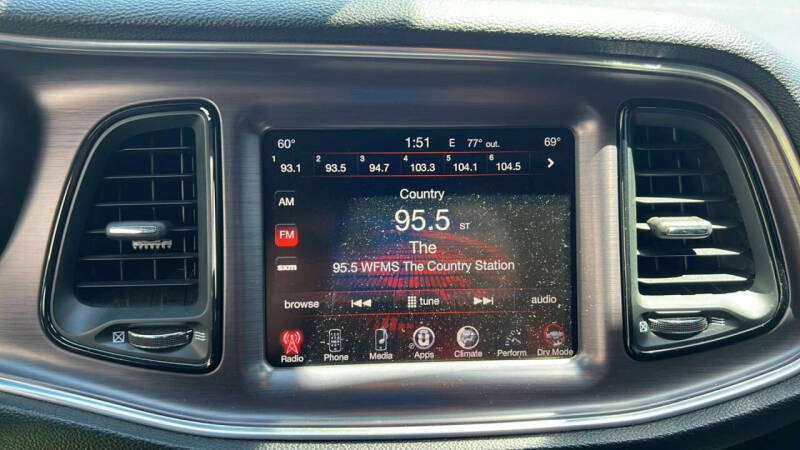 60° 1:51 E 77° out. 69°
1 93.1 2 93.5 3 94.7 4 103.3 5 104.1 6 104.5
Country
AM
95.5 ST
FM
The
sxm
95.5 WFMS The Country Station
browse tune audio
Radio Phone Media Apps Climate Perform Drv Mode